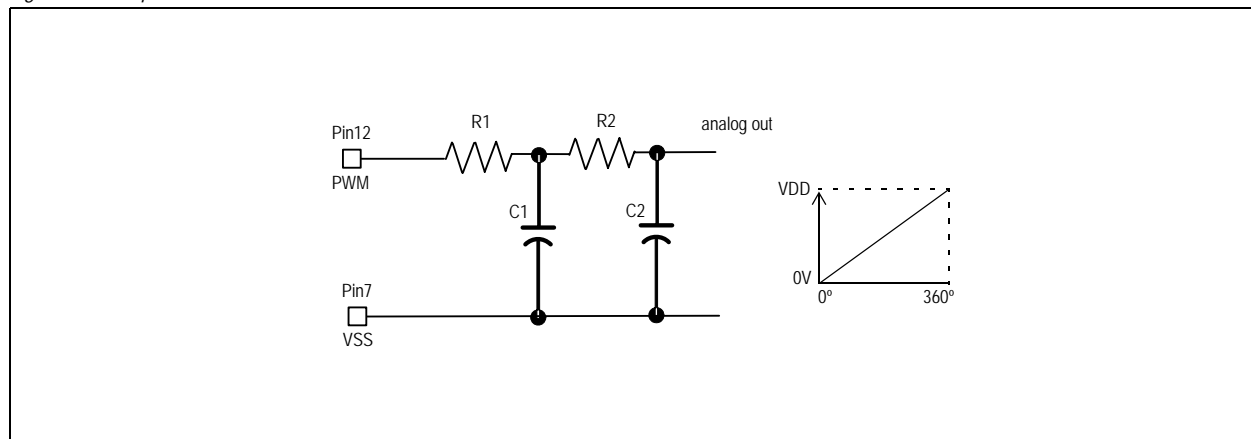 R1
R2
analog out
Pin12
PWM
C1
C2
VDD
0V
0º
360º
Pin7
VSS